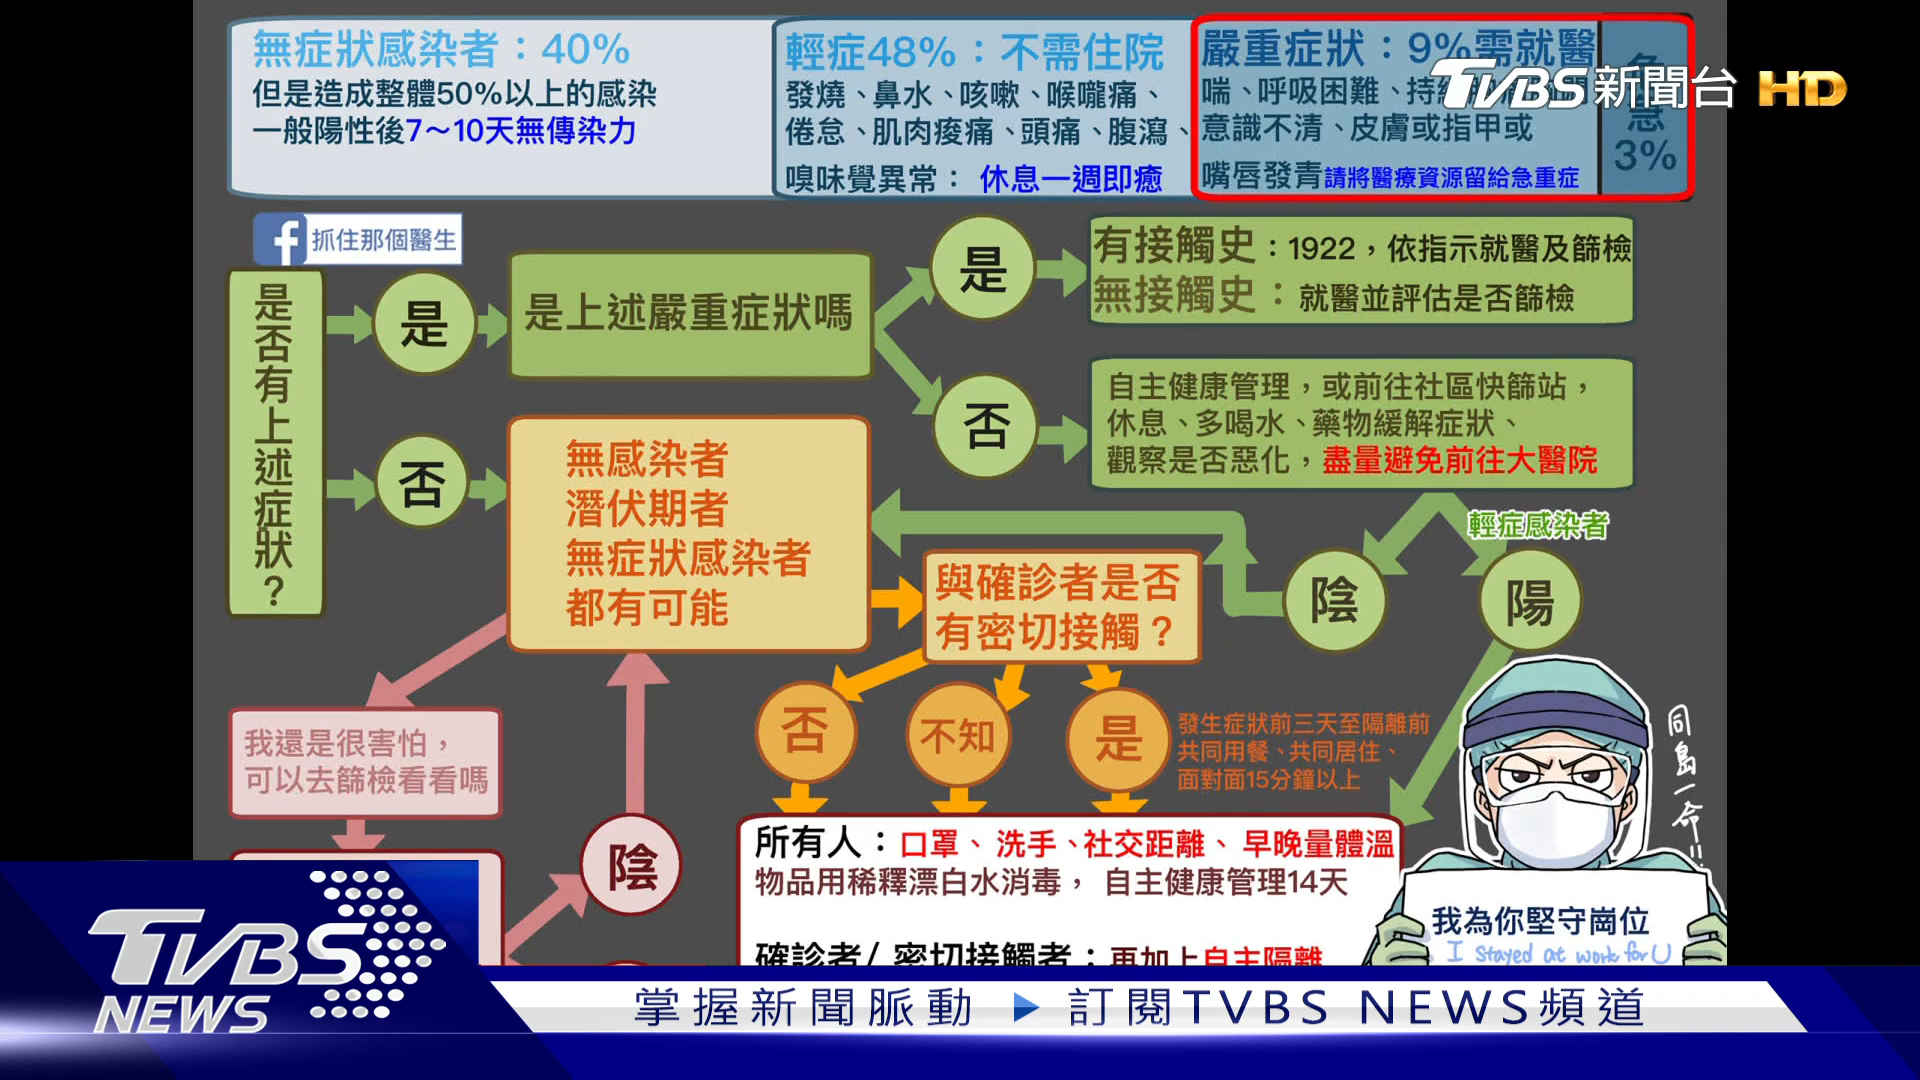 無症狀感染者：40%
但是造成整體50%以上的感染
一般陽性後7～10天無傳染力
輕症48%：不需住院
發燒、鼻水、咳嗽、喉嚨痛、
倦怠、肌肉痠痛、頭痛、腹瀉、
嗅味覺異常： 休息一週即癒
嚴重症狀：9%需就醫
喘、呼吸困難、持
意識不清、皮膚或指甲或
嘴唇發青請將醫療資源留給急重症
3%
TVBS新聞台 HD
f 抓住那個醫生
是否有上述症狀？
是
否
是上述嚴重症狀嗎
是
否
有接觸史：1922，依指示就醫及篩檢
無接觸史： 就醫並評估是否篩檢
自主健康管理，或前往社區快篩站，
休息、多喝水、藥物緩解症狀、
觀察是否惡化，盡量避免前往大醫院
輕症感染者
陰
陽
無感染者
潛伏期者
無症狀感染者
都有可能
與確診者是否
有密切接觸？
否
不知
是
發生症狀前三天至隔離前
共同用餐、共同居住、
面對面15分鐘以上
我還是很害怕，
可以去篩檢看看嗎
陰
所有人：口罩、洗手、社交距離、早晚量體溫
物品用稀釋漂白水消毒， 自主健康管理14天
確診者/ 密切接觸者：再加上自主隔離
同島一命!!
我為你堅守崗位
I Stayed at work for U
TVBS
NEWS
掌握新聞脈動 ▶ 訂閱TVBS NEWS頻道